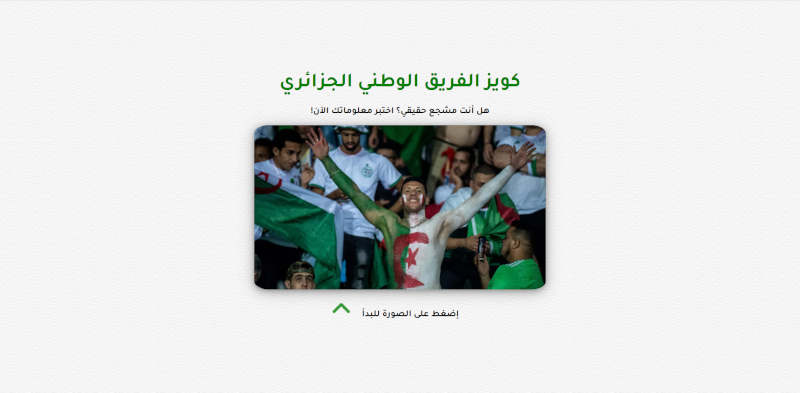 كويز الفريق الوطني الجزائري
هل أنت مشجع حقيقي؟ اختبر معلوماتك الآن!
إضغط على الصورة للبدأ